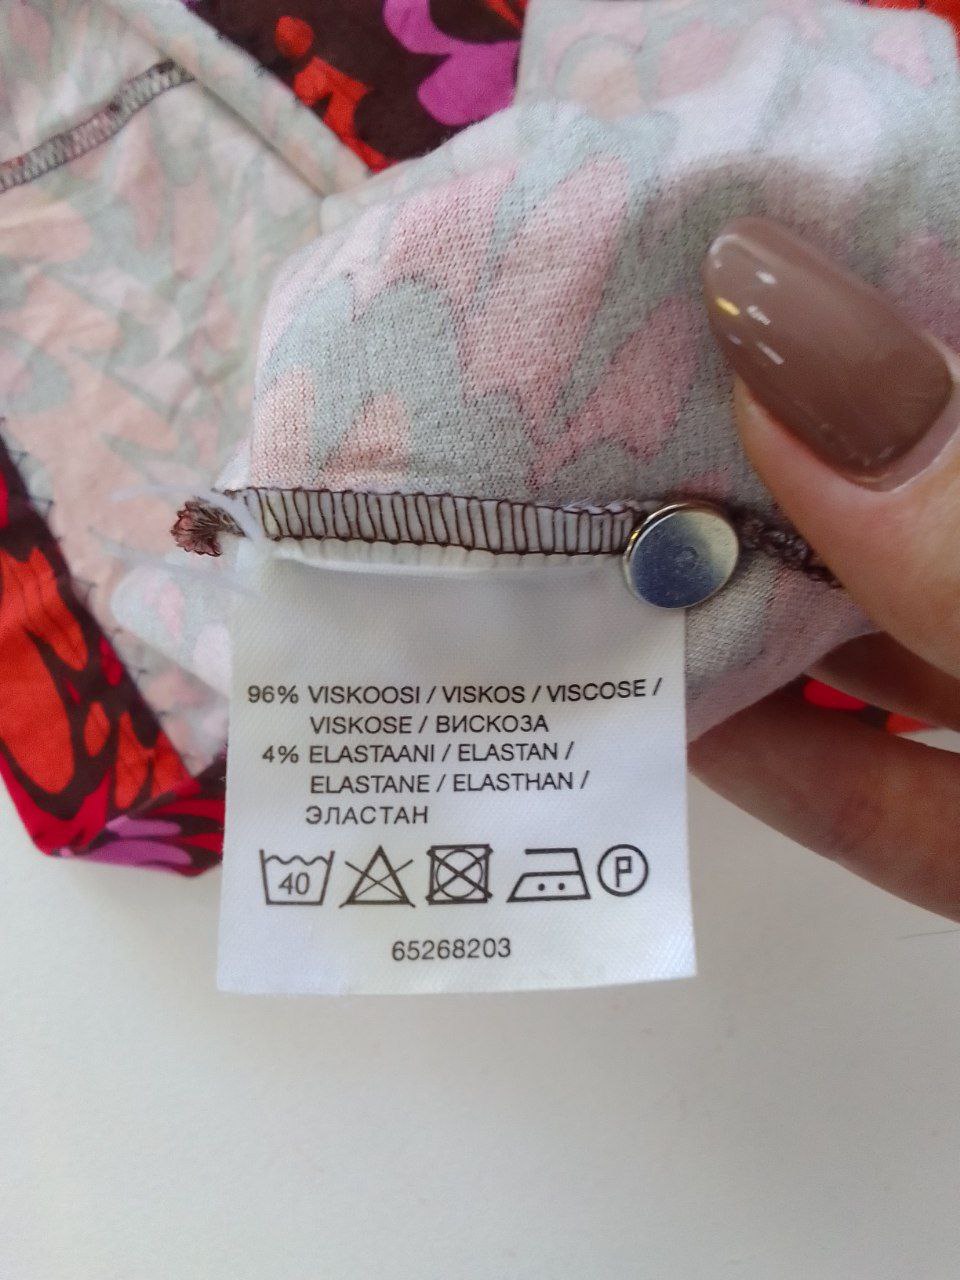 96% VISKOOSI / VISKOS / VISCOSE /
VISKOSE / ВИСКОЗА
4% ELASTAANI / ELASTAN /
ELASTANE / ELASTHAN /
ЭЛАСТАН
40 P
65268203